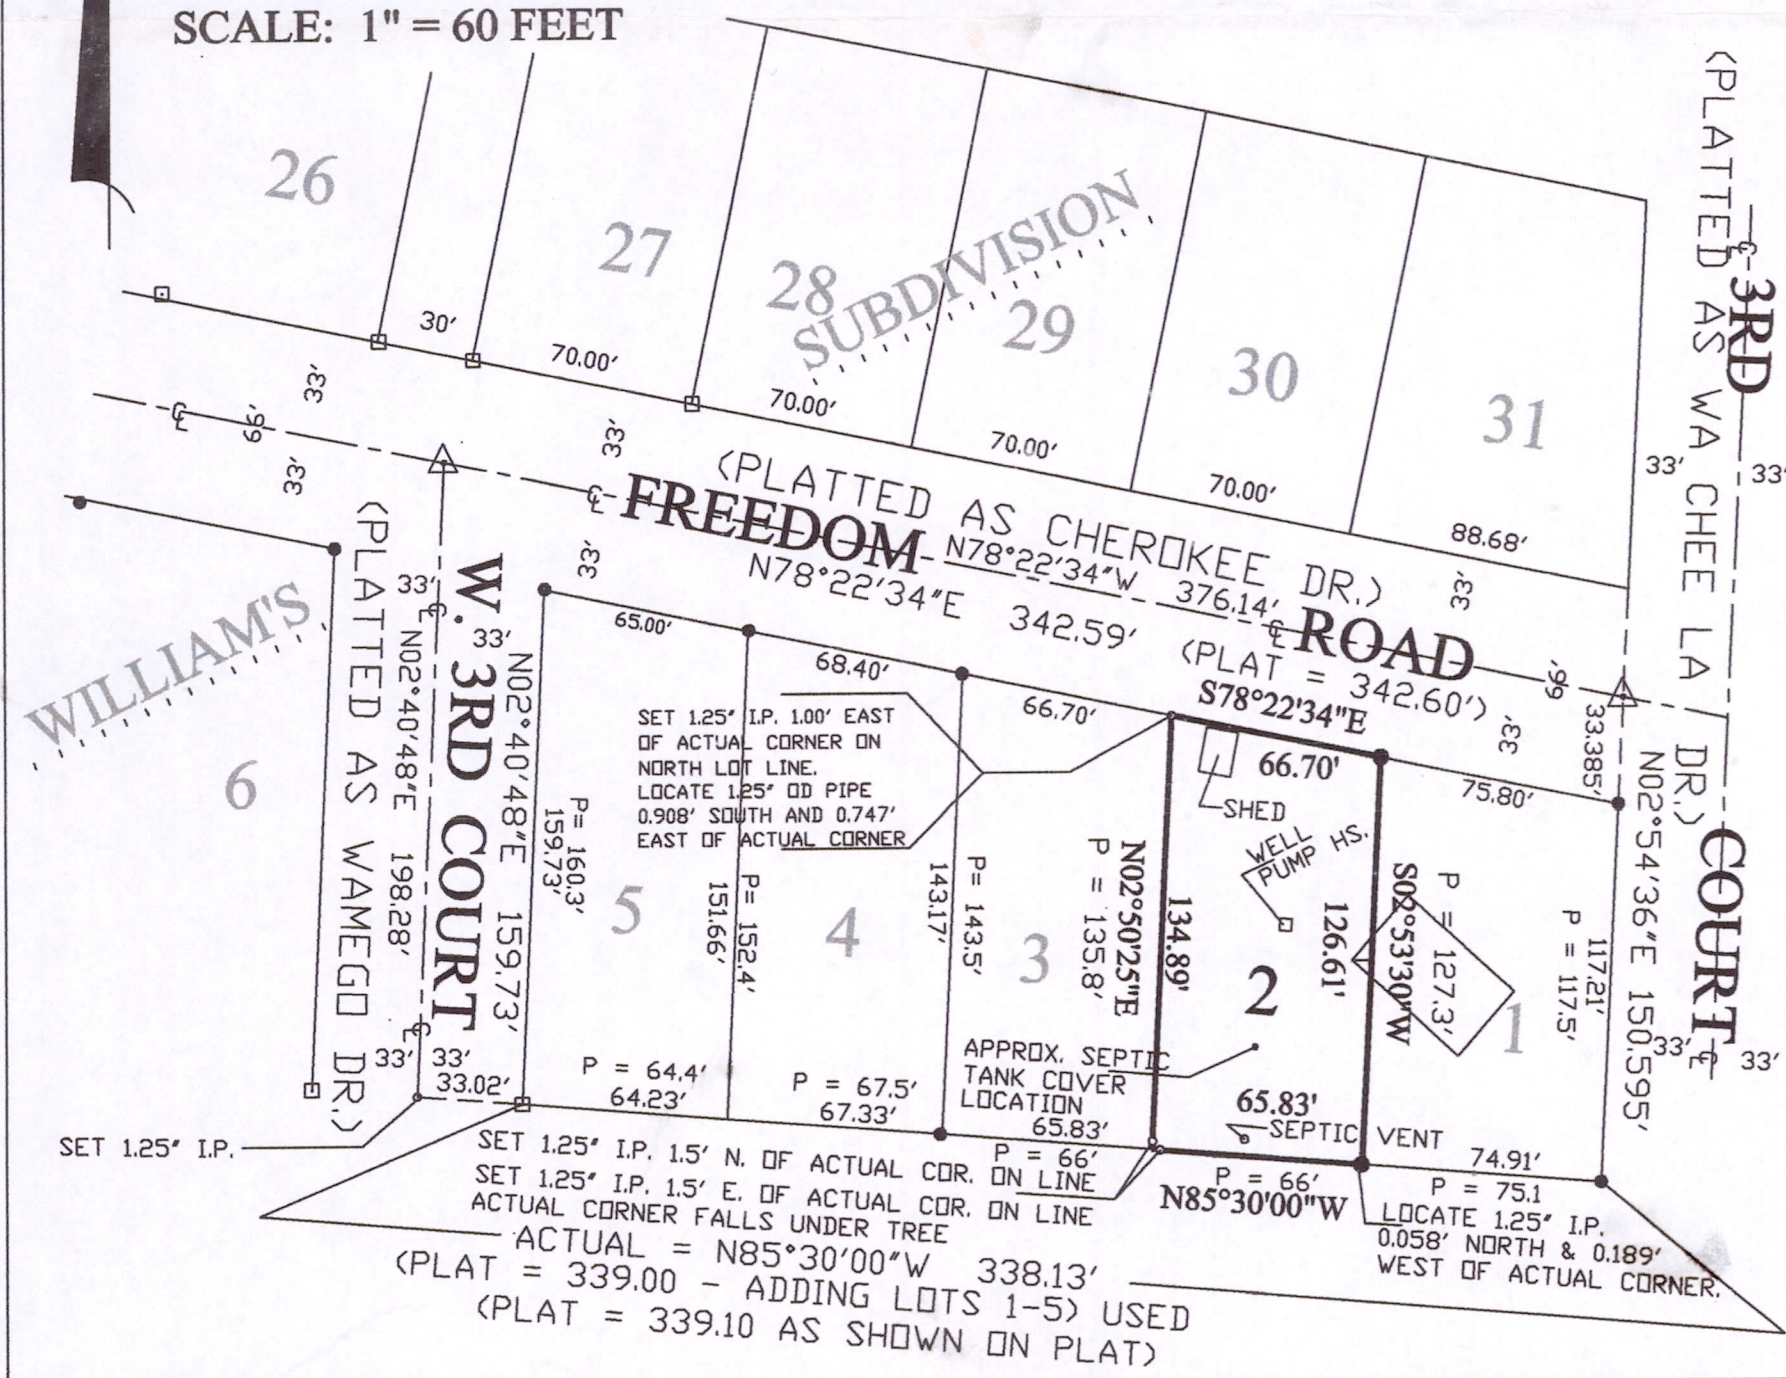 SCALE: 1" = 60 FEET
26
27
28
29
30
31
SUBDIVISION
30'
70.00'
70.00'
70.00'
70.00'
88.68'
33'
66'
33'
33'
33'
33'
33'
(PLATTED AS CHEROKEE DR.)
FREEDOM ROAD
N78°22'34"W 376.14'
N78°22'34"E 342.59'
(PLAT = 342.60')
33'
66'
33'
(PLATTED AS WA CHEE LA DR.)
℄ 3RD COURT
33.385'
N02°54'36"E 150.595'
33'
33'
℄
WILLIAM'S
6
(PLATTED AS WAMEGO DR.)
33'
33'
℄
N02°40'48"E 198.28'
W. 3RD COURT
N02°40'48"E 159.73'
33'
33'
33.02'
℄
℄
℄
℄
SET 1.25" I.P.
65.00'
68.40'
66.70'
S78°22'34"E
66.70'
75.80'
SET 1.25" I.P. 1.00' EAST
OF ACTUAL CORNER ON
NORTH LOT LINE.
LOCATE 1.25" OD PIPE
0.908' SOUTH AND 0.747'
EAST OF ACTUAL CORNER
P= 160.3'
159.73'
5
P= 152.4'
151.66'
4
P= 143.5'
143.17'
3
P = 135.8'
N02°50'25"E
134.89'
SHED
WELL
PUMP HS.
2
126.61'
S02°53'30"W
P = 127.3'
1
117.21'
P = 117.5'
APPROX. SEPTIC
TANK COVER
LOCATION
P = 64.4'
64.23'
P = 67.5'
67.33'
65.83'
P = 66'
65.83'
SEPTIC VENT
P = 66'
N85°30'00"W
74.91'
P = 75.1
LOCATE 1.25" I.P.
0.058' NORTH & 0.189'
WEST OF ACTUAL CORNER.
SET 1.25" I.P. 1.5' N. OF ACTUAL COR. ON LINE
SET 1.25" I.P. 1.5' E. OF ACTUAL COR. ON LINE
ACTUAL CORNER FALLS UNDER TREE
ACTUAL = N85°30'00"W 338.13'
(PLAT = 339.00 - ADDING LOTS 1-5) USED
(PLAT = 339.10 AS SHOWN ON PLAT)